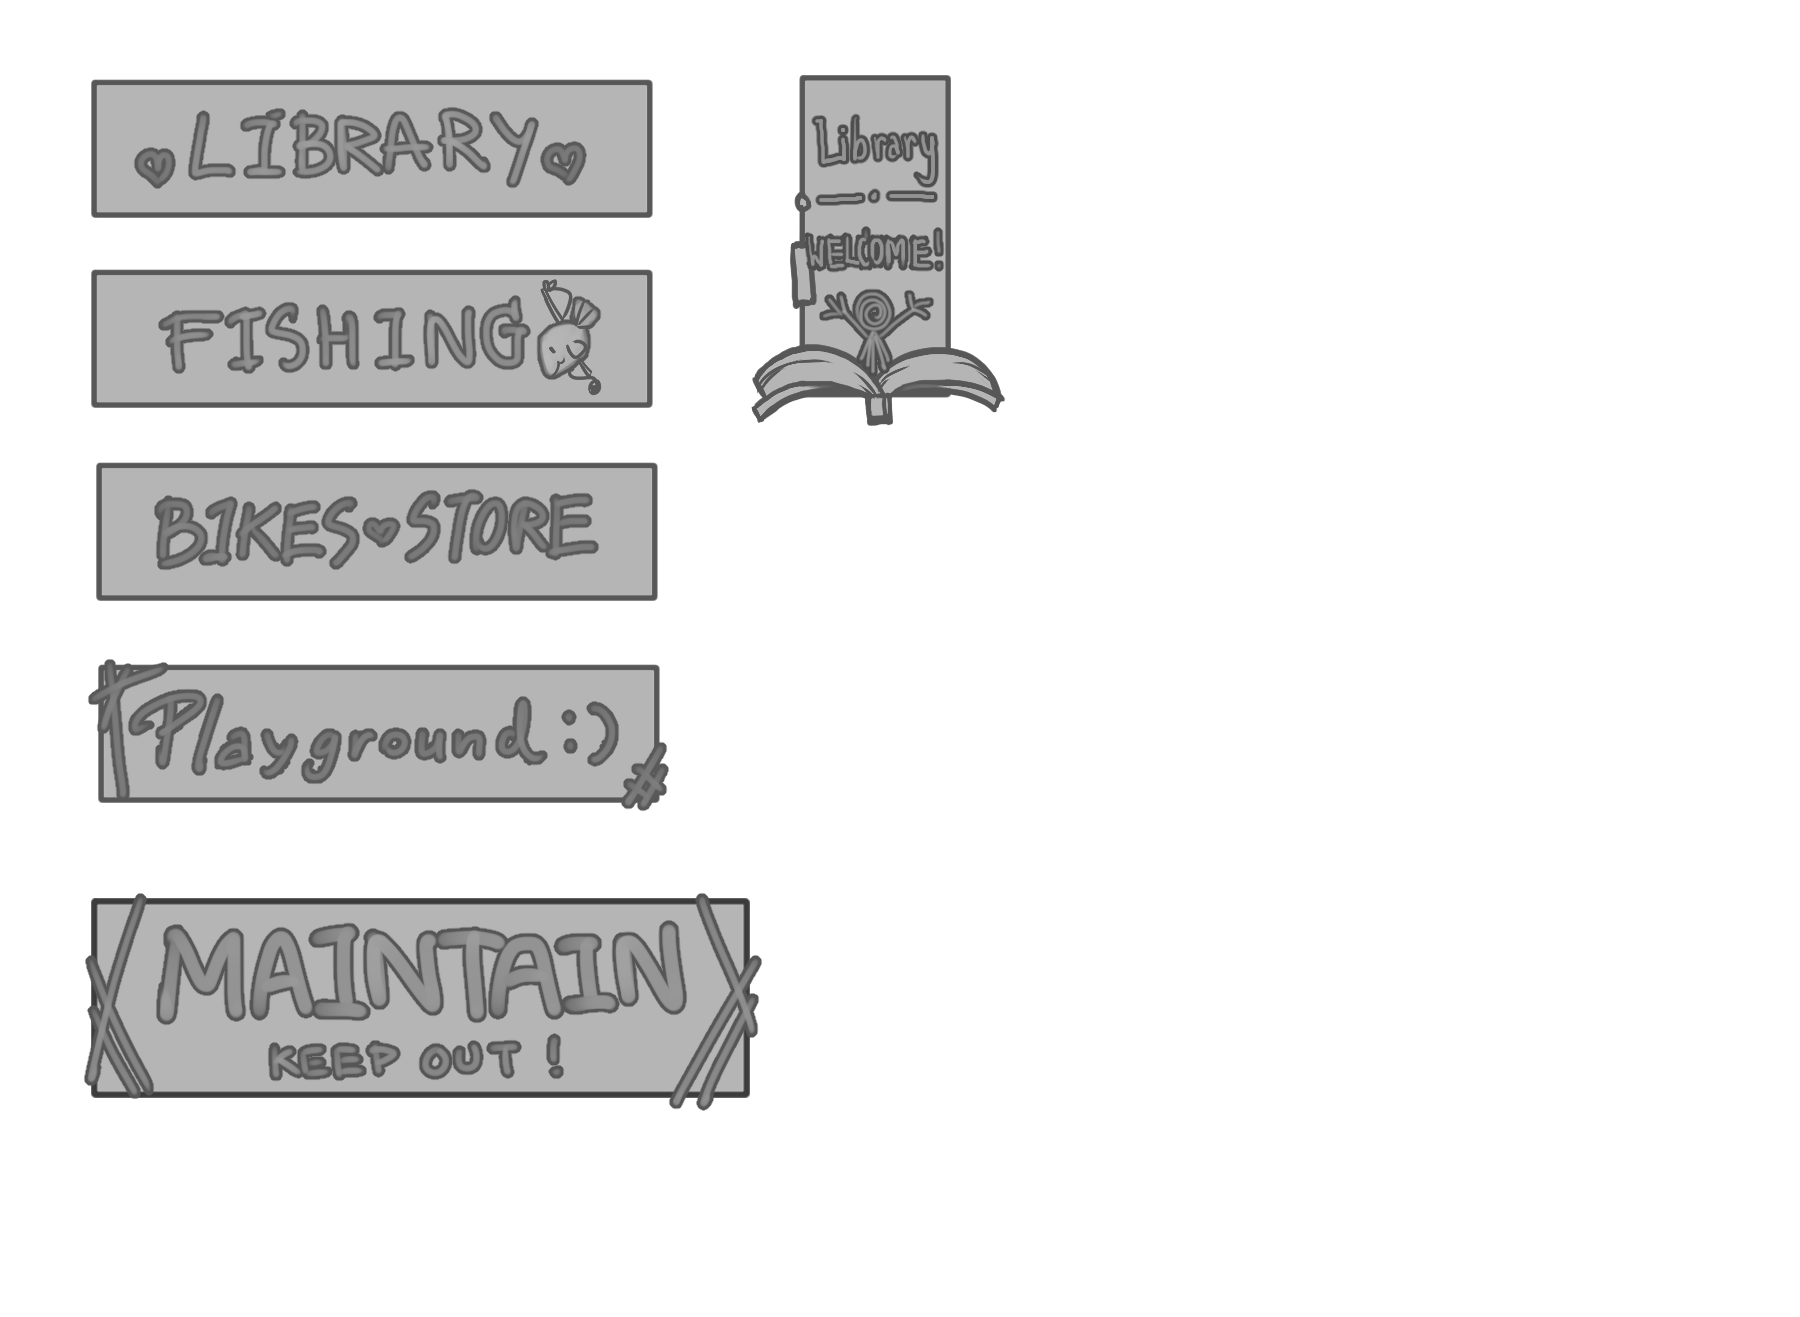 LIBRARY
FISHING
BIKES STORE
Playground :)
MAINTAIN
KEEP OUT !
Library
WELCOME!